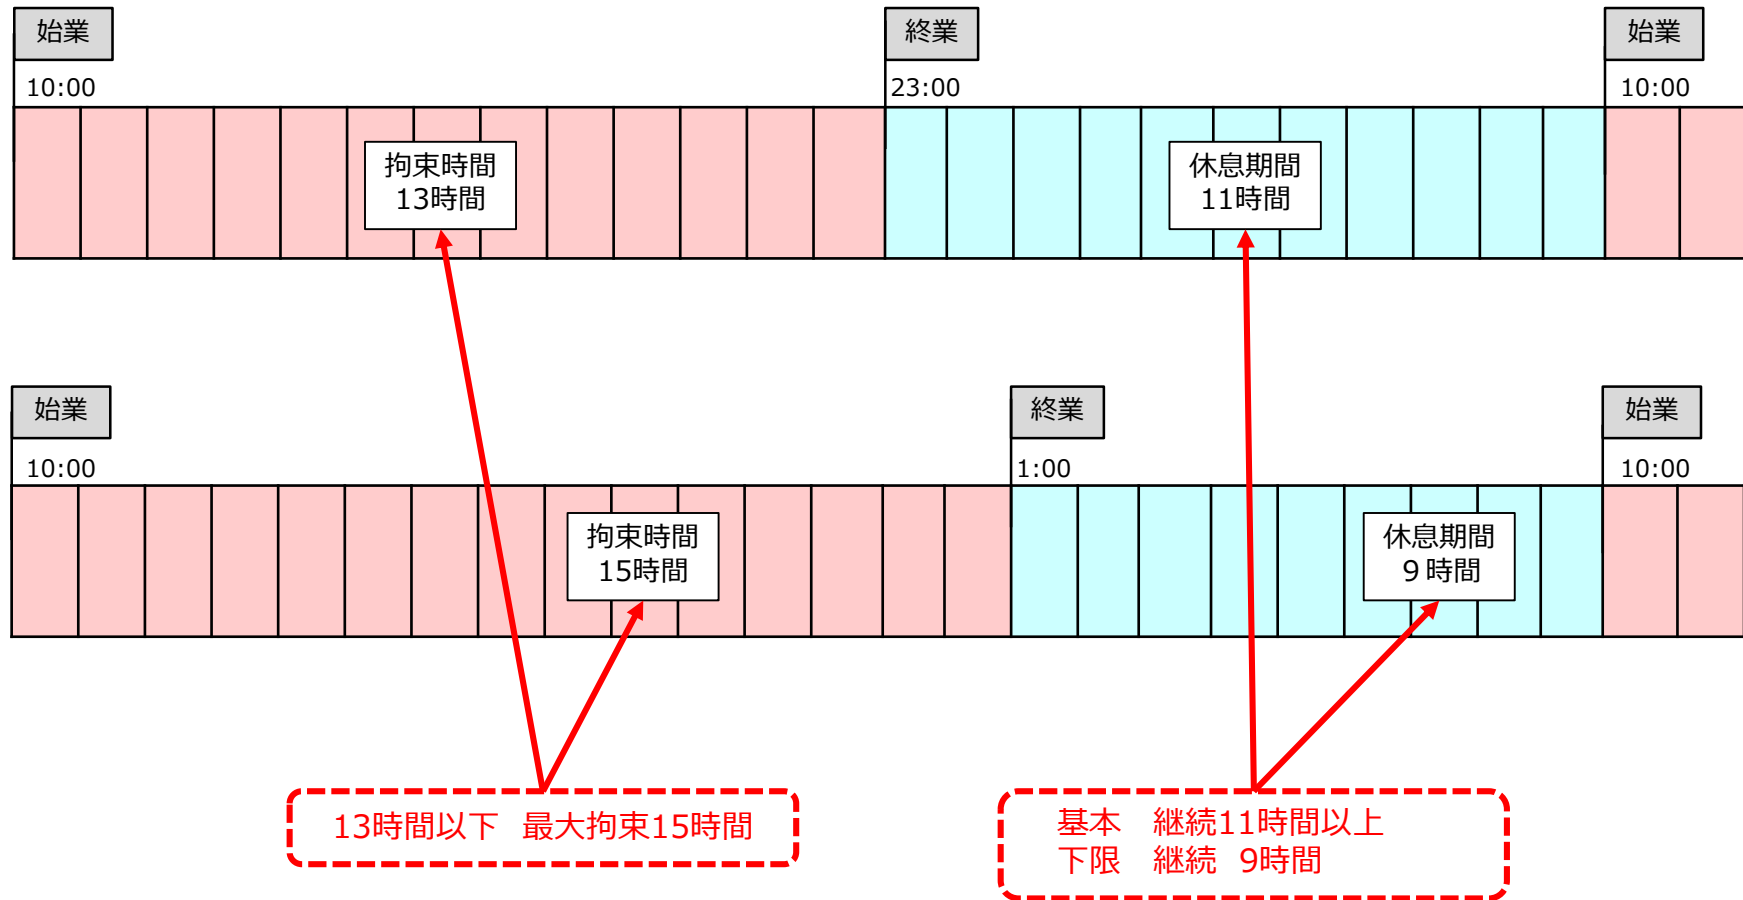 始業
終業
始業
10:00
23:00
10:00
拘束時間
13時間
休息期間
11時間
始業
終業
始業
10:00
1:00
10:00
拘束時間
15時間
休息期間
９時間
13時間以下 最大拘束15時間
基本　継続11時間以上
下限　継続 9時間